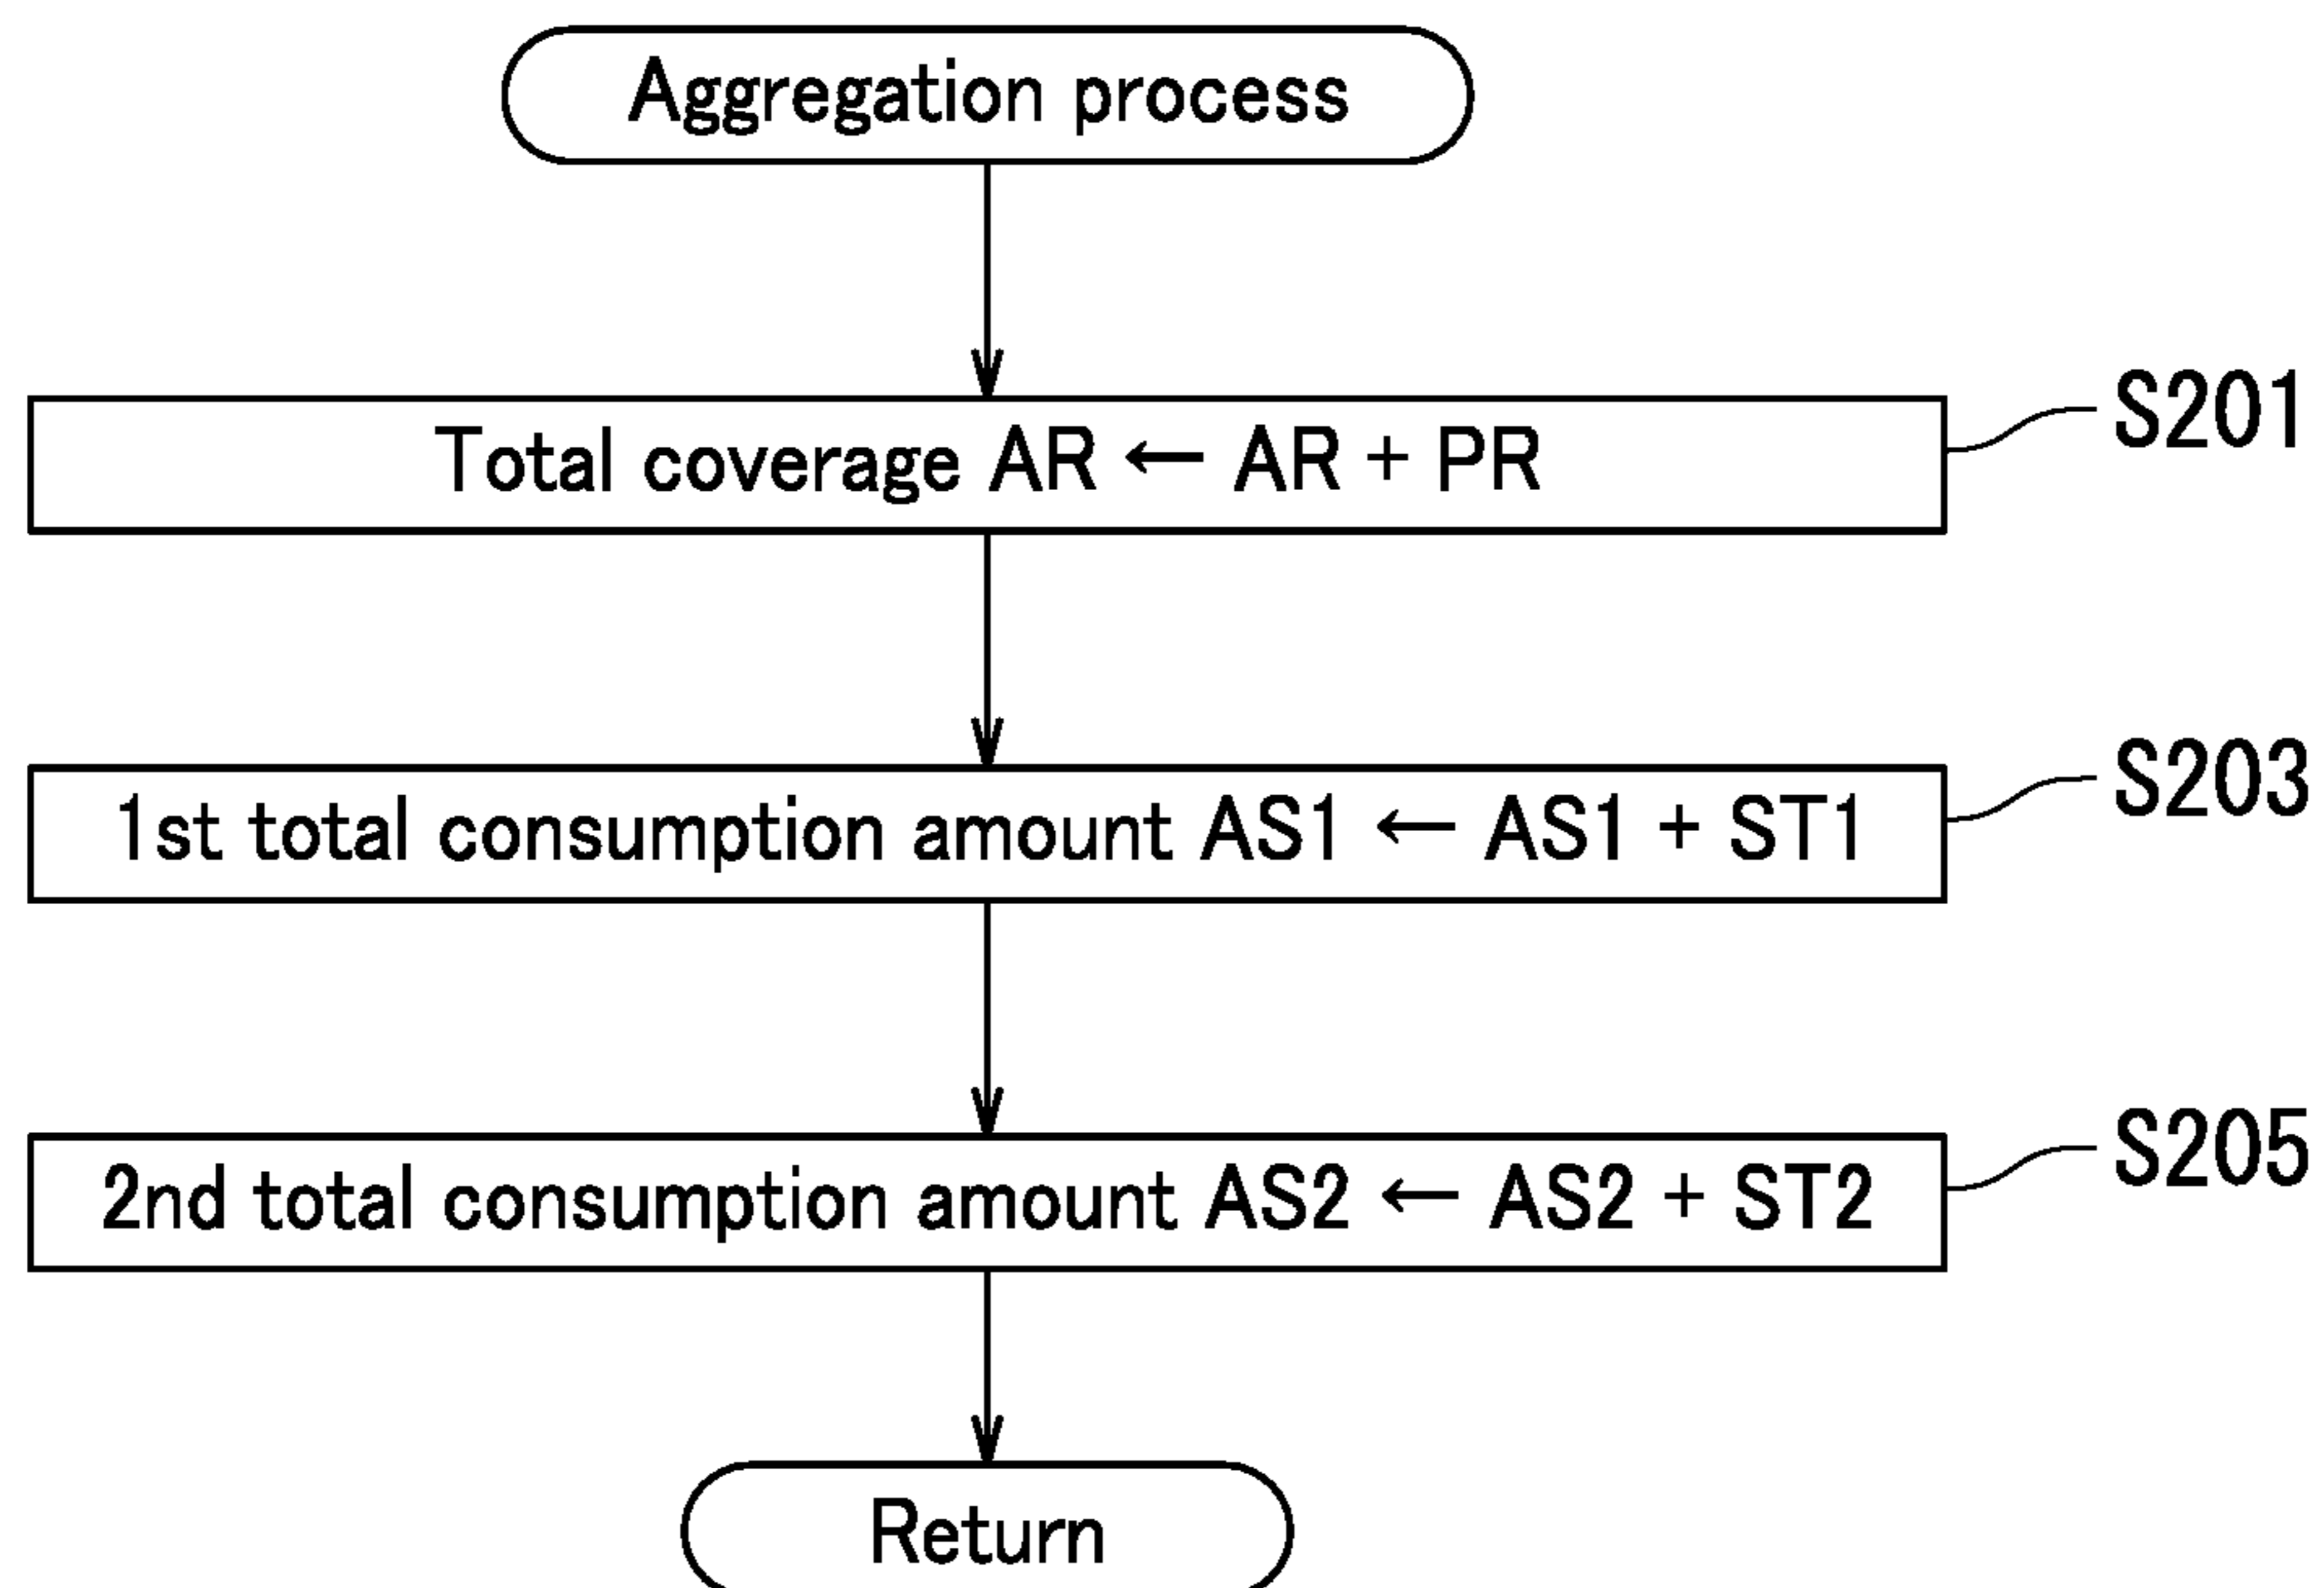 Aggregation process
Total coverage AR ← AR + PR
S201
1st total consumption amount AS1 ← AS1 + ST1
S203
2nd total consumption amount AS2 ← AS2 + ST2
S205
Return